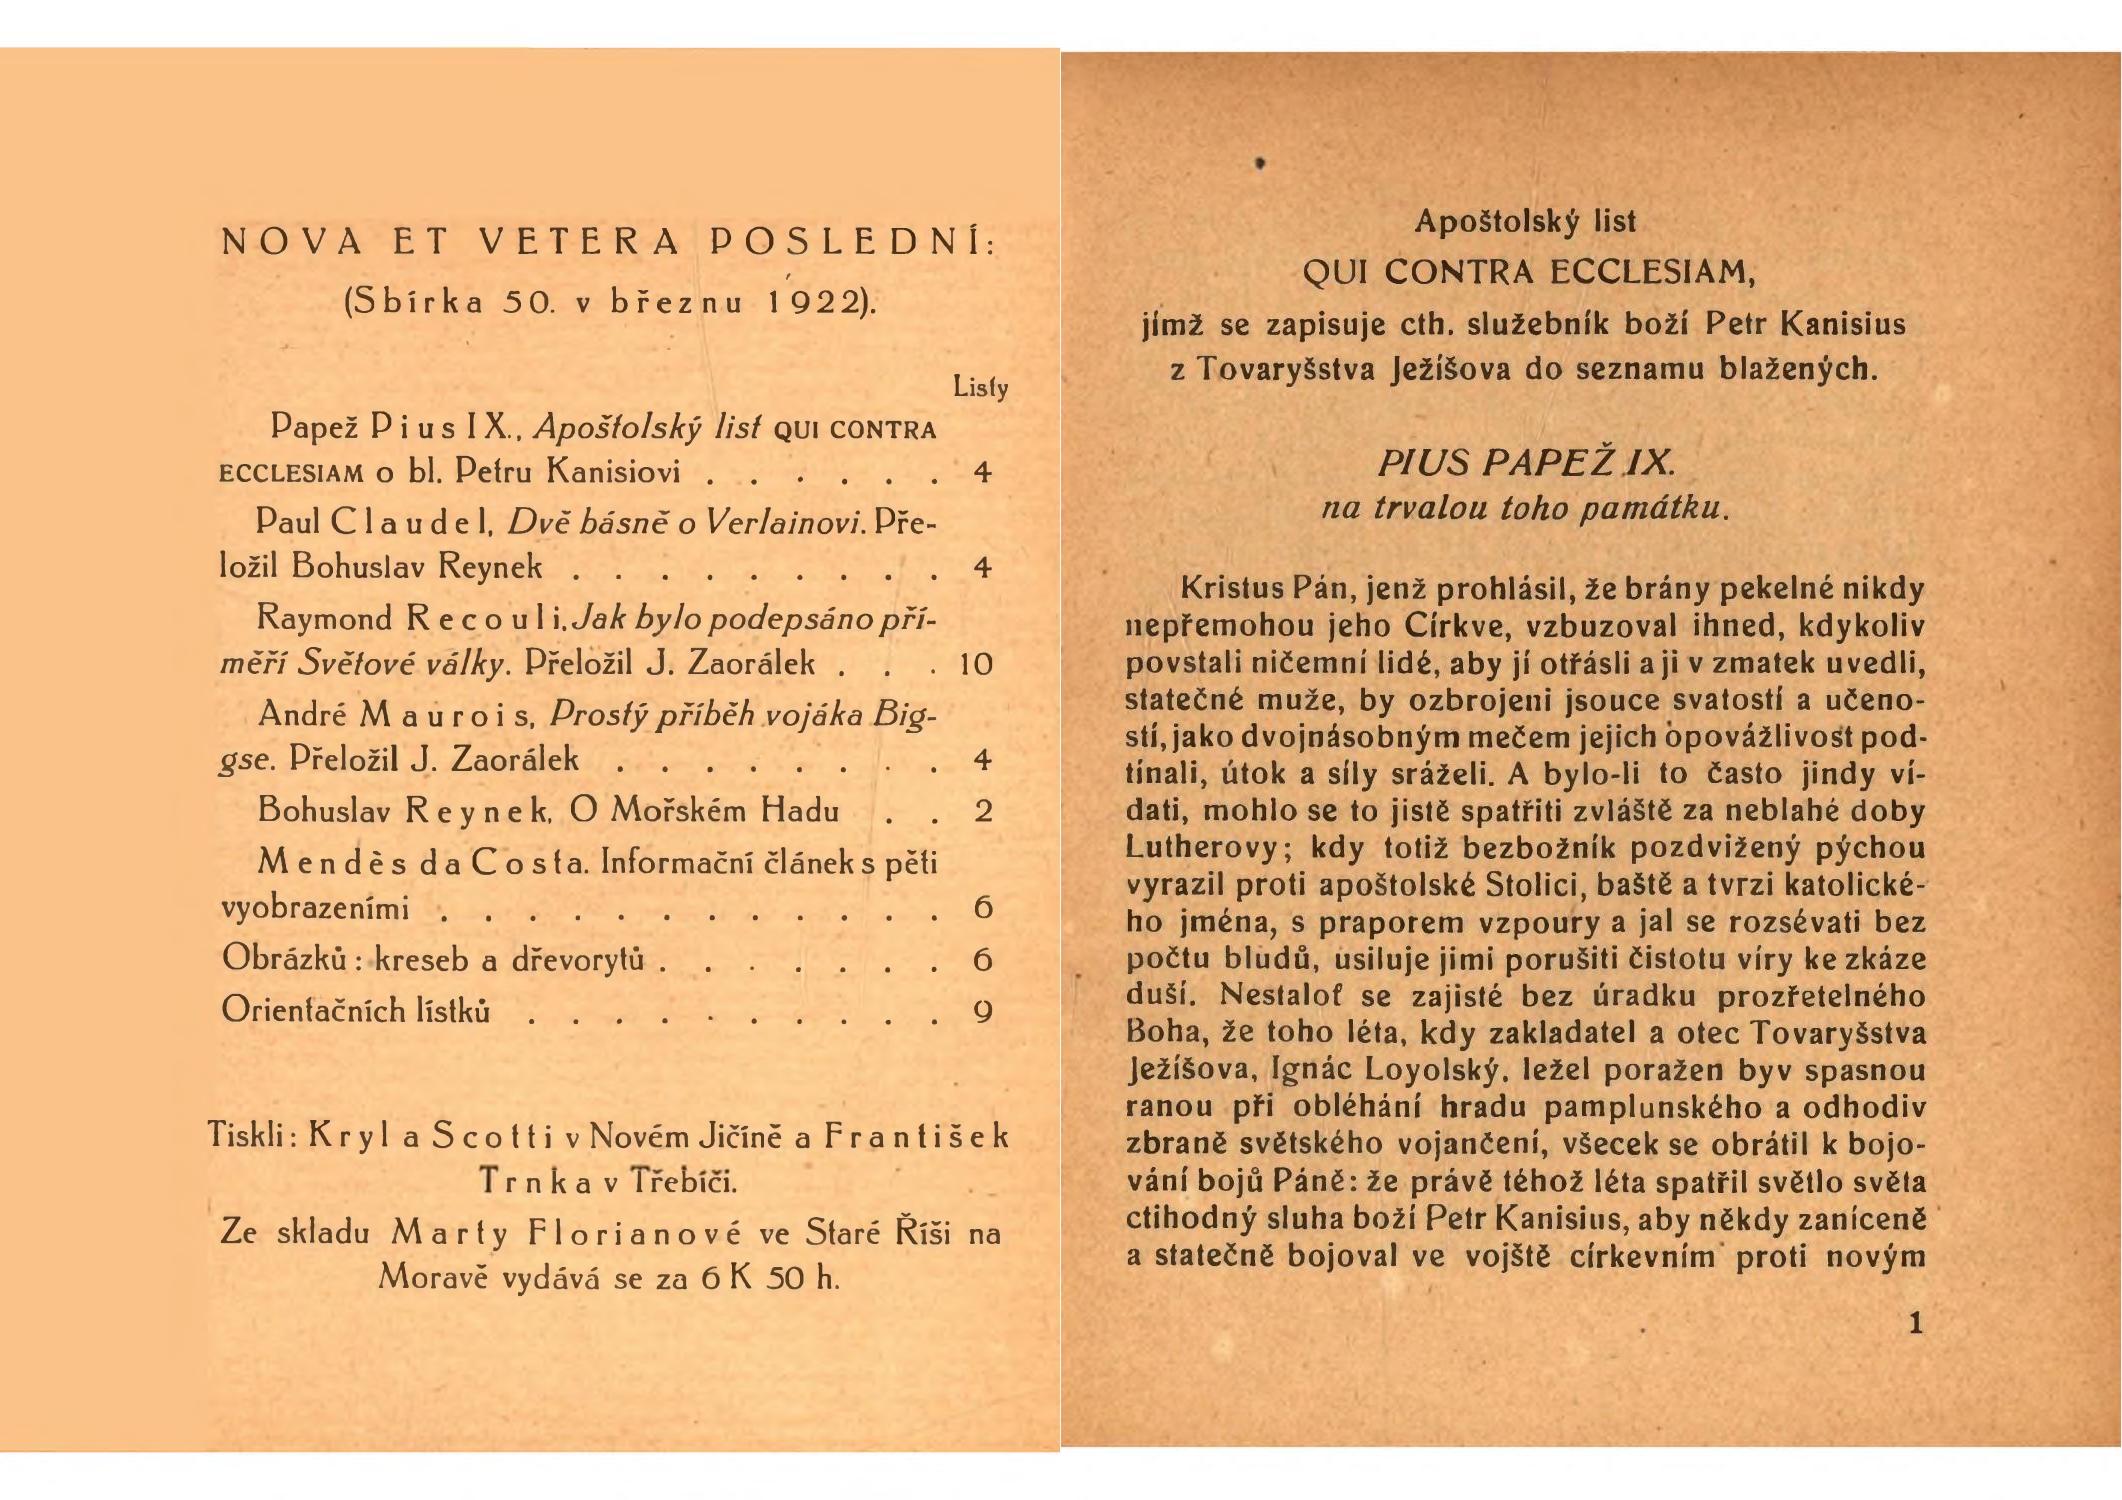 NOVA ET VETERA POSLEDNÍ:
(Sbírka 50. v březnu 1922).
Listy
Papež Pius IX., Apoštolský list QUI CONTRA
ECCLESIAM o bl. Petru Kanisiovi . . . . . . 4
Paul Claudel, Dvě básně o Verlainovi. Pře-
ložil Bohuslav Reynek . . . . . . . . . 4
Raymond Recouli, Jak bylo podepsáno pří-
měří Světové války. Přeložil J. Zaorálek . . . 10
André Maurois, Prostý příběh vojáka Big-
gse. Přeložil J. Zaorálek . . . . . . . . 4
Bohuslav Reynek, O Mořském Hadu . . 2
Mendès da Costa. Informační článek s pěti
vyobrazeními . . . . . . . . . . . . 6
Obrázků: kreseb a dřevorytů . . . . . . . 6
Orientačních lístků . . . . . . . . . . 9
Tiskli: Kryl a Scotti v Novém Jičíně a František
Trnka v Třebíči.
Ze skladu Marty Florianové ve Staré Říši na
Moravě vydává se za 6 K 50 h.
Apoštolský list
QUI CONTRA ECCLESIAM,
jímž se zapisuje cth. služebník boží Petr Kanisius
z Tovaryšstva Ježíšova do seznamu blažených.
PIUS PAPEŽ IX.
na trvalou toho památku.
Kristus Pán, jenž prohlásil, že brány pekelné nikdy
nepřemohou jeho Církve, vzbuzoval ihned, kdykoliv
povstali ničemní lidé, aby jí otřásli a ji v zmatek uvedli,
statečné muže, by ozbrojeni jsouce svatostí a učeno-
stí, jako dvojnásobným mečem jejich opovážlivost pod-
tínali, útok a síly sráželi. A bylo-li to často jindy ví-
dati, mohlo se to jistě spatřiti zvláště za neblahé doby
Lutherovy; kdy totiž bezbožník pozdvižený pýchou
vyrazil proti apoštolské Stolici, baště a tvrzi katolické-
ho jména, s praporem vzpoury a jal se rozsévati bez
počtu bludů, usiluje jimi porušiti čistotu víry ke zkáze
duší. Nestaloť se zajisté bez úradku prozřetelného
Boha, že toho léta, kdy zakladatel a otec Tovaryšstva
Ježíšova, Ignác Loyolský, ležel poražen byv spasnou
ranou při obléhání hradu pamplunského a odhodiv
zbraně světského vojančení, všecek se obrátil k bojo-
vání bojů Páně: že právě téhož léta spatřil světlo světa
ctihodný sluha boží Petr Kanisius, aby někdy zaníceně
a statečně bojoval ve vojště církevním proti novým
1